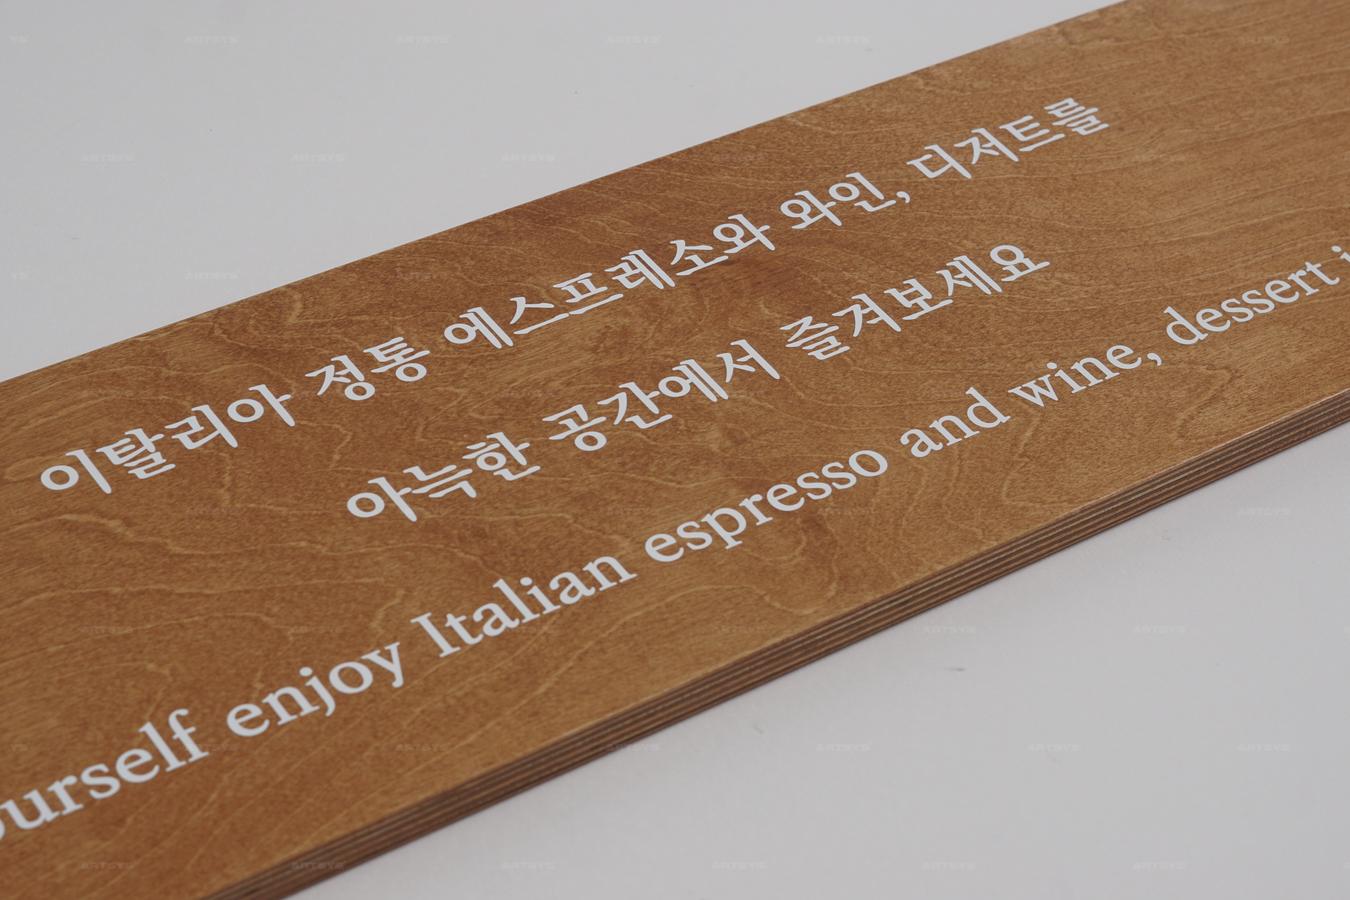 이탈리아 정통 에스프레소와 와인, 디저트를
아늑한 공간에서 즐겨보세요
ourself enjoy Italian espresso and wine, dessert i